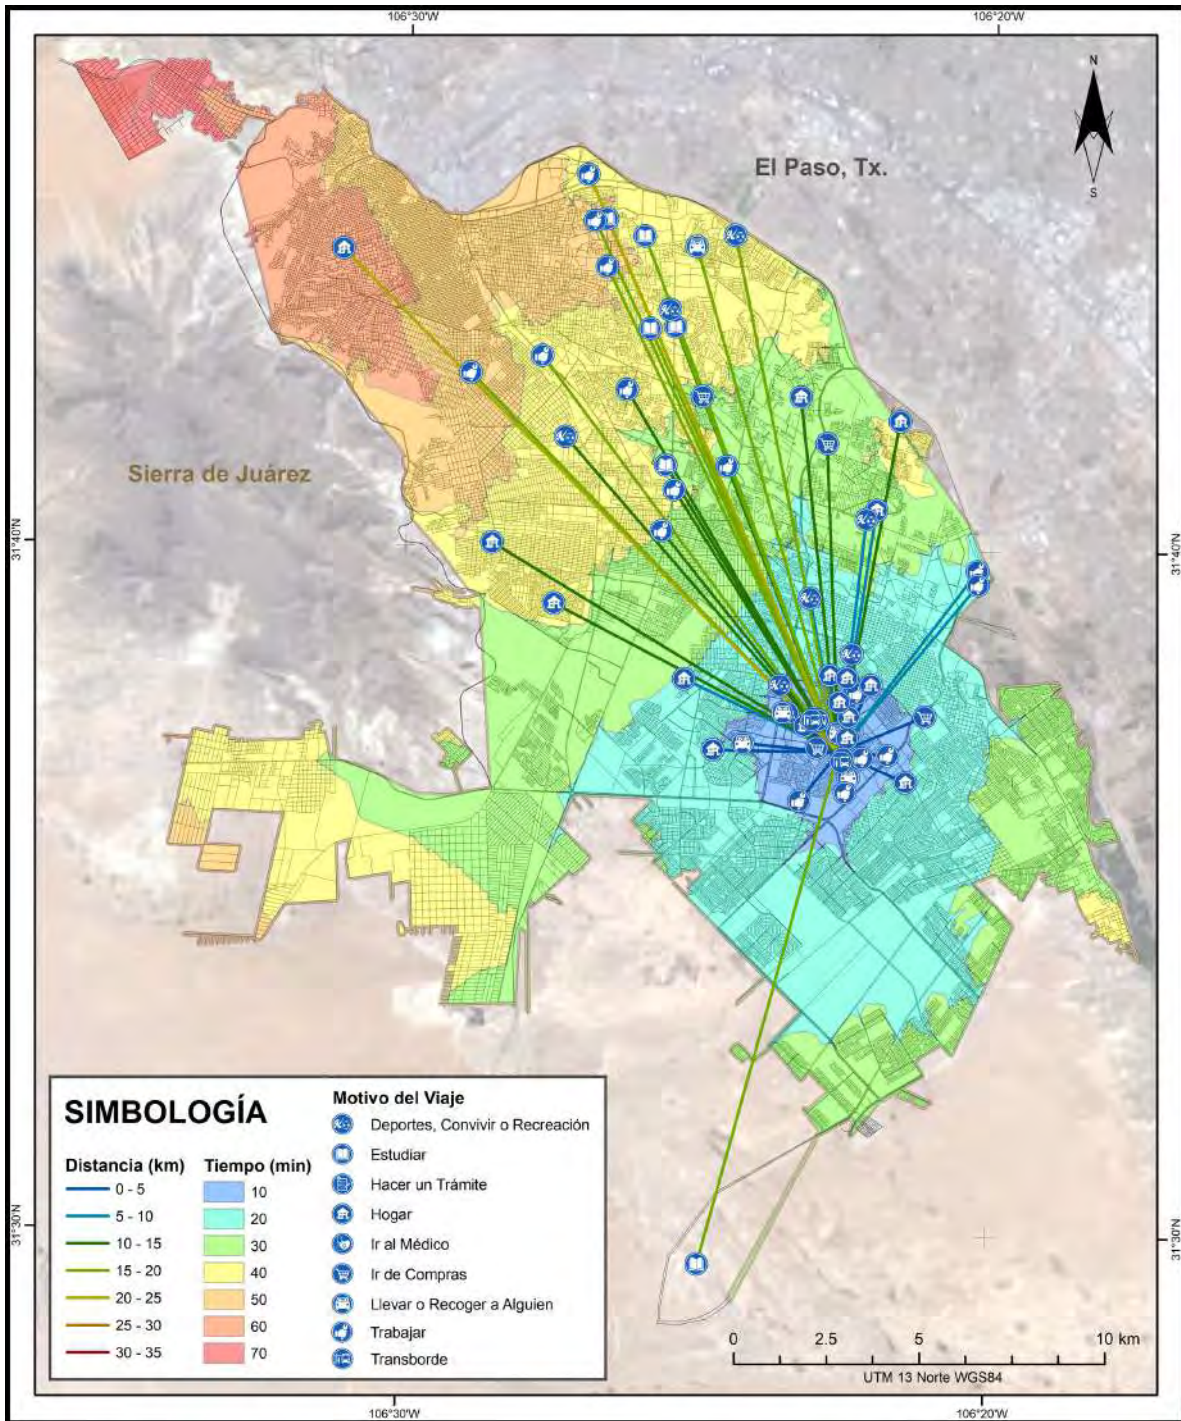 106°30'W
106°20'W
N
S
El Paso, Tx.
Sierra de Juárez
31°40'N
31°40'N
SIMBOLOGÍA
Distancia (km)
0 - 5
5 - 10
10 - 15
15 - 20
20 - 25
25 - 30
30 - 35
Tiempo (min)
10
20
30
40
50
60
70
Motivo del Viaje
Deportes, Convivir o Recreación
Estudiar
Hacer un Trámite
Hogar
Ir al Médico
Ir de Compras
Llevar o Recoger a Alguien
Trabajar
Transborde
31°30'N
31°30'N
0 2.5 5 10 km
UTM 13 Norte WGS84
106°30'W
106°20'W